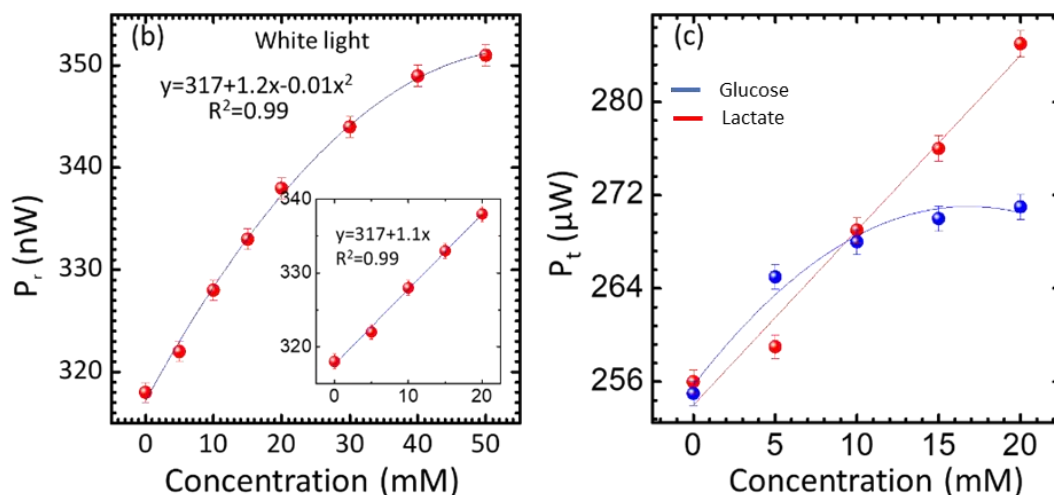 (b)
White light
y=317+1.2x-0.01x²
R²=0.99
350
340
330
320
Pᵣ (nW)
0 10 20 30 40 50
Concentration (mM)
340
y=317+1.1x
R²=0.99
330
320
0 10 20
(c)
Glucose
Lactate
280
272
264
256
Pₜ (μW)
0 5 10 15 20
Concentration (mM)